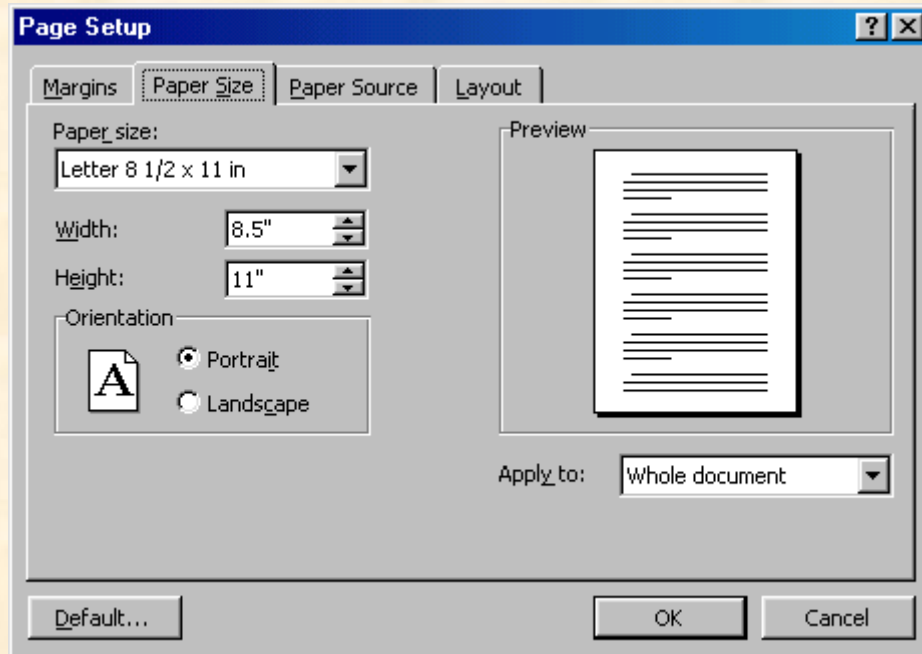 Page Setup
Margins Paper Size Paper Source Layout
Paper size:
Letter 8 1/2 x 11 in
Width: 8.5"
Height: 11"
Orientation
A
Portrait
Landscape
Preview
Apply to: Whole document
Default... OK Cancel